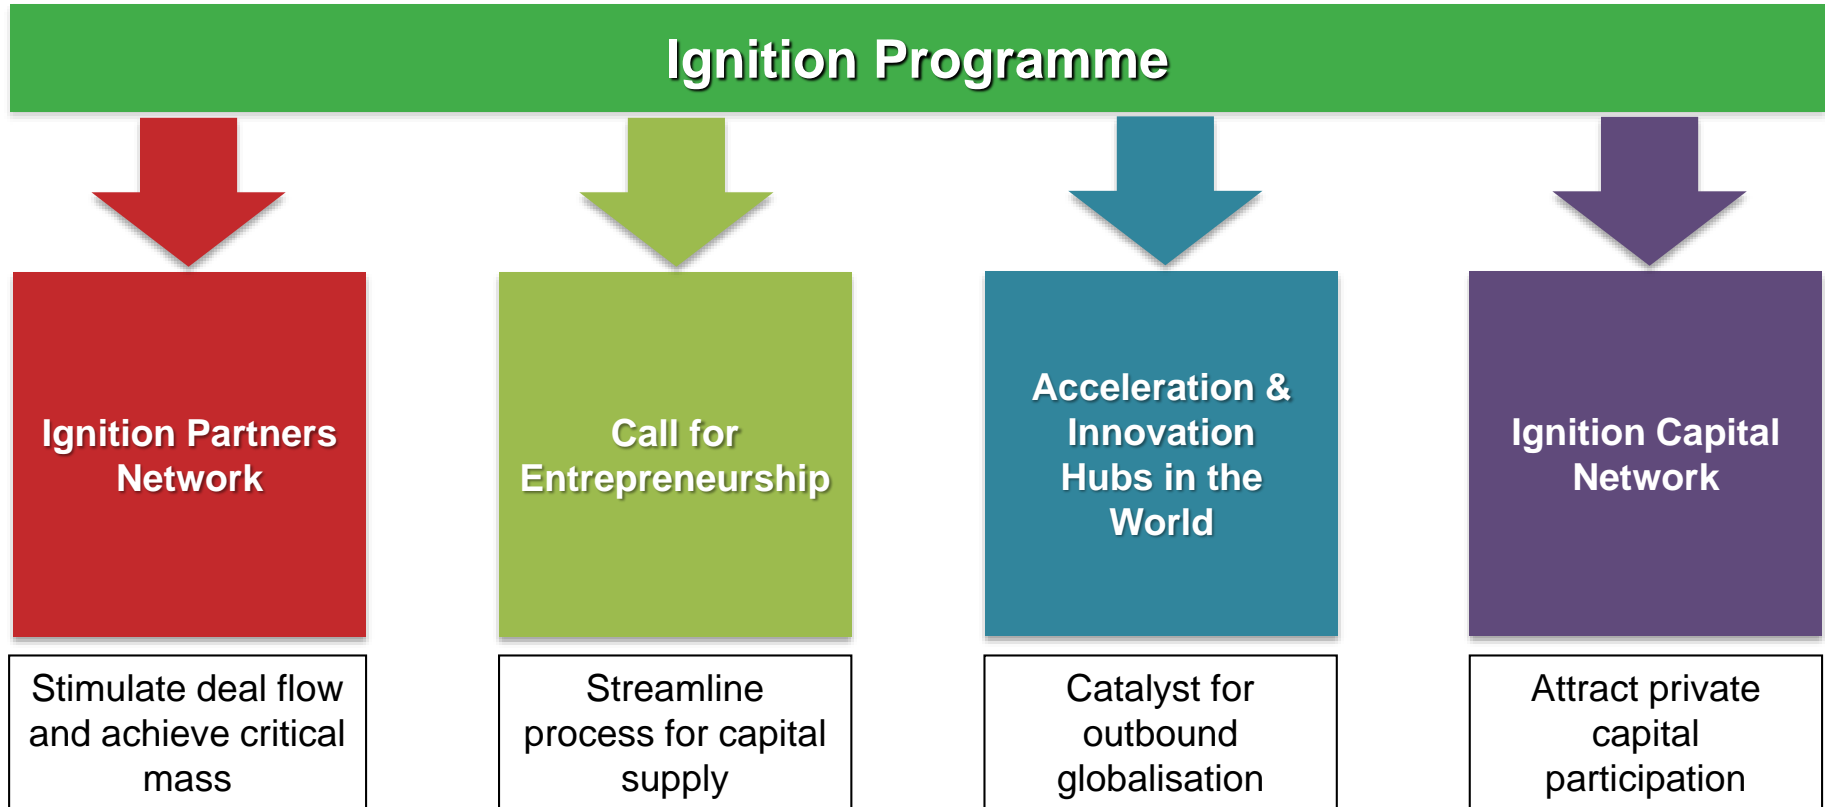 Ignition Programme
Ignition Partners
Network
Call for
Entrepreneurship
Acceleration &
Innovation
Hubs in the
World
Ignition Capital
Network
Stimulate deal flow
and achieve critical
mass
Streamline
process for capital
supply
Catalyst for
outbound
globalisation
Attract private
capital
participation